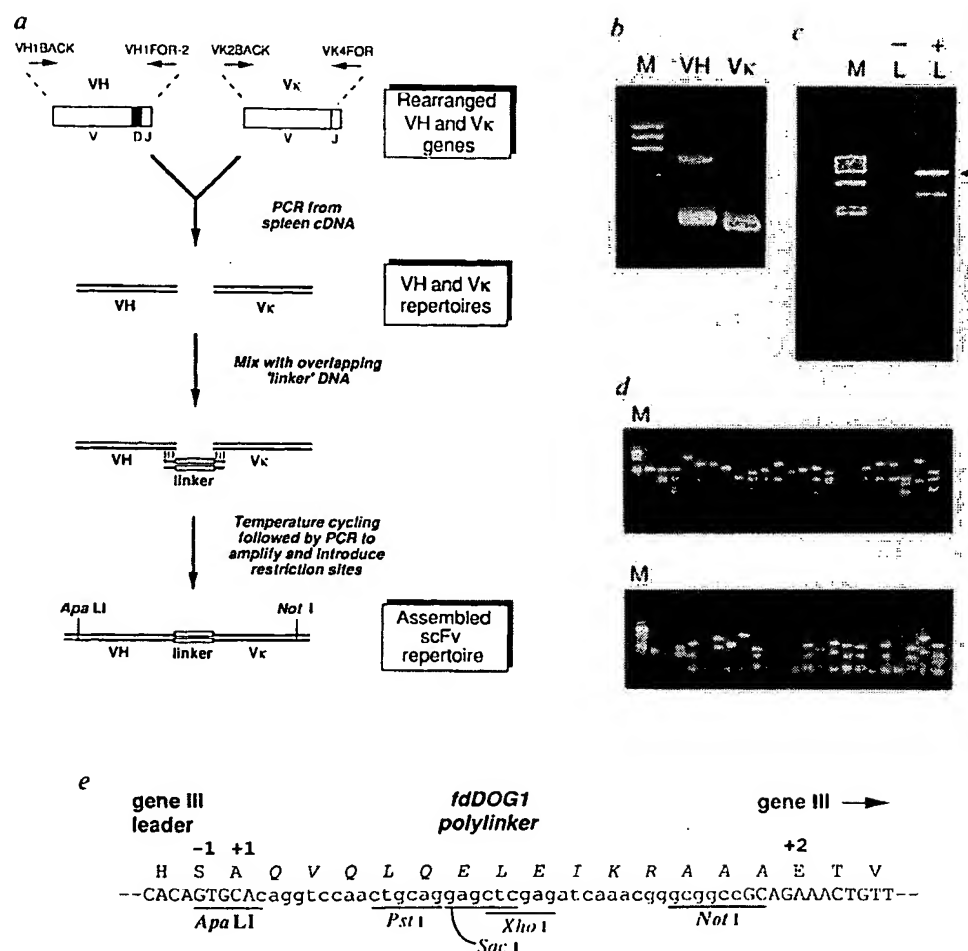 a
VH1BACK VH1FOR-2 VK2BACK VK4FOR
VH Vκ
V D J V J
Rearranged
VH and Vκ
genes
PCR from
spleen cDNA
VH Vκ
VH and Vκ
repertoires
Mix with overlapping
'linker' DNA
VH Vκ
linker
Temperature cycling
followed by PCR to
amplify and introduce
restriction sites
Apa LI Not I
VH linker Vκ
Assembled
scFv
repertoire
b
M VH Vκ
c
M − L + L
d
M
M
e
gene III
leader
fdDOG1
polylinker
gene III
-1 +1 +2
H S A Q V Q L Q E L E I K R A A A E T V
--CACAGTGCAcaggtccaactgcaggagctcgagatcaaacgggcggccGCAGAAACTGTT--
Apa LI Pst I Xho I Not I
Sac I